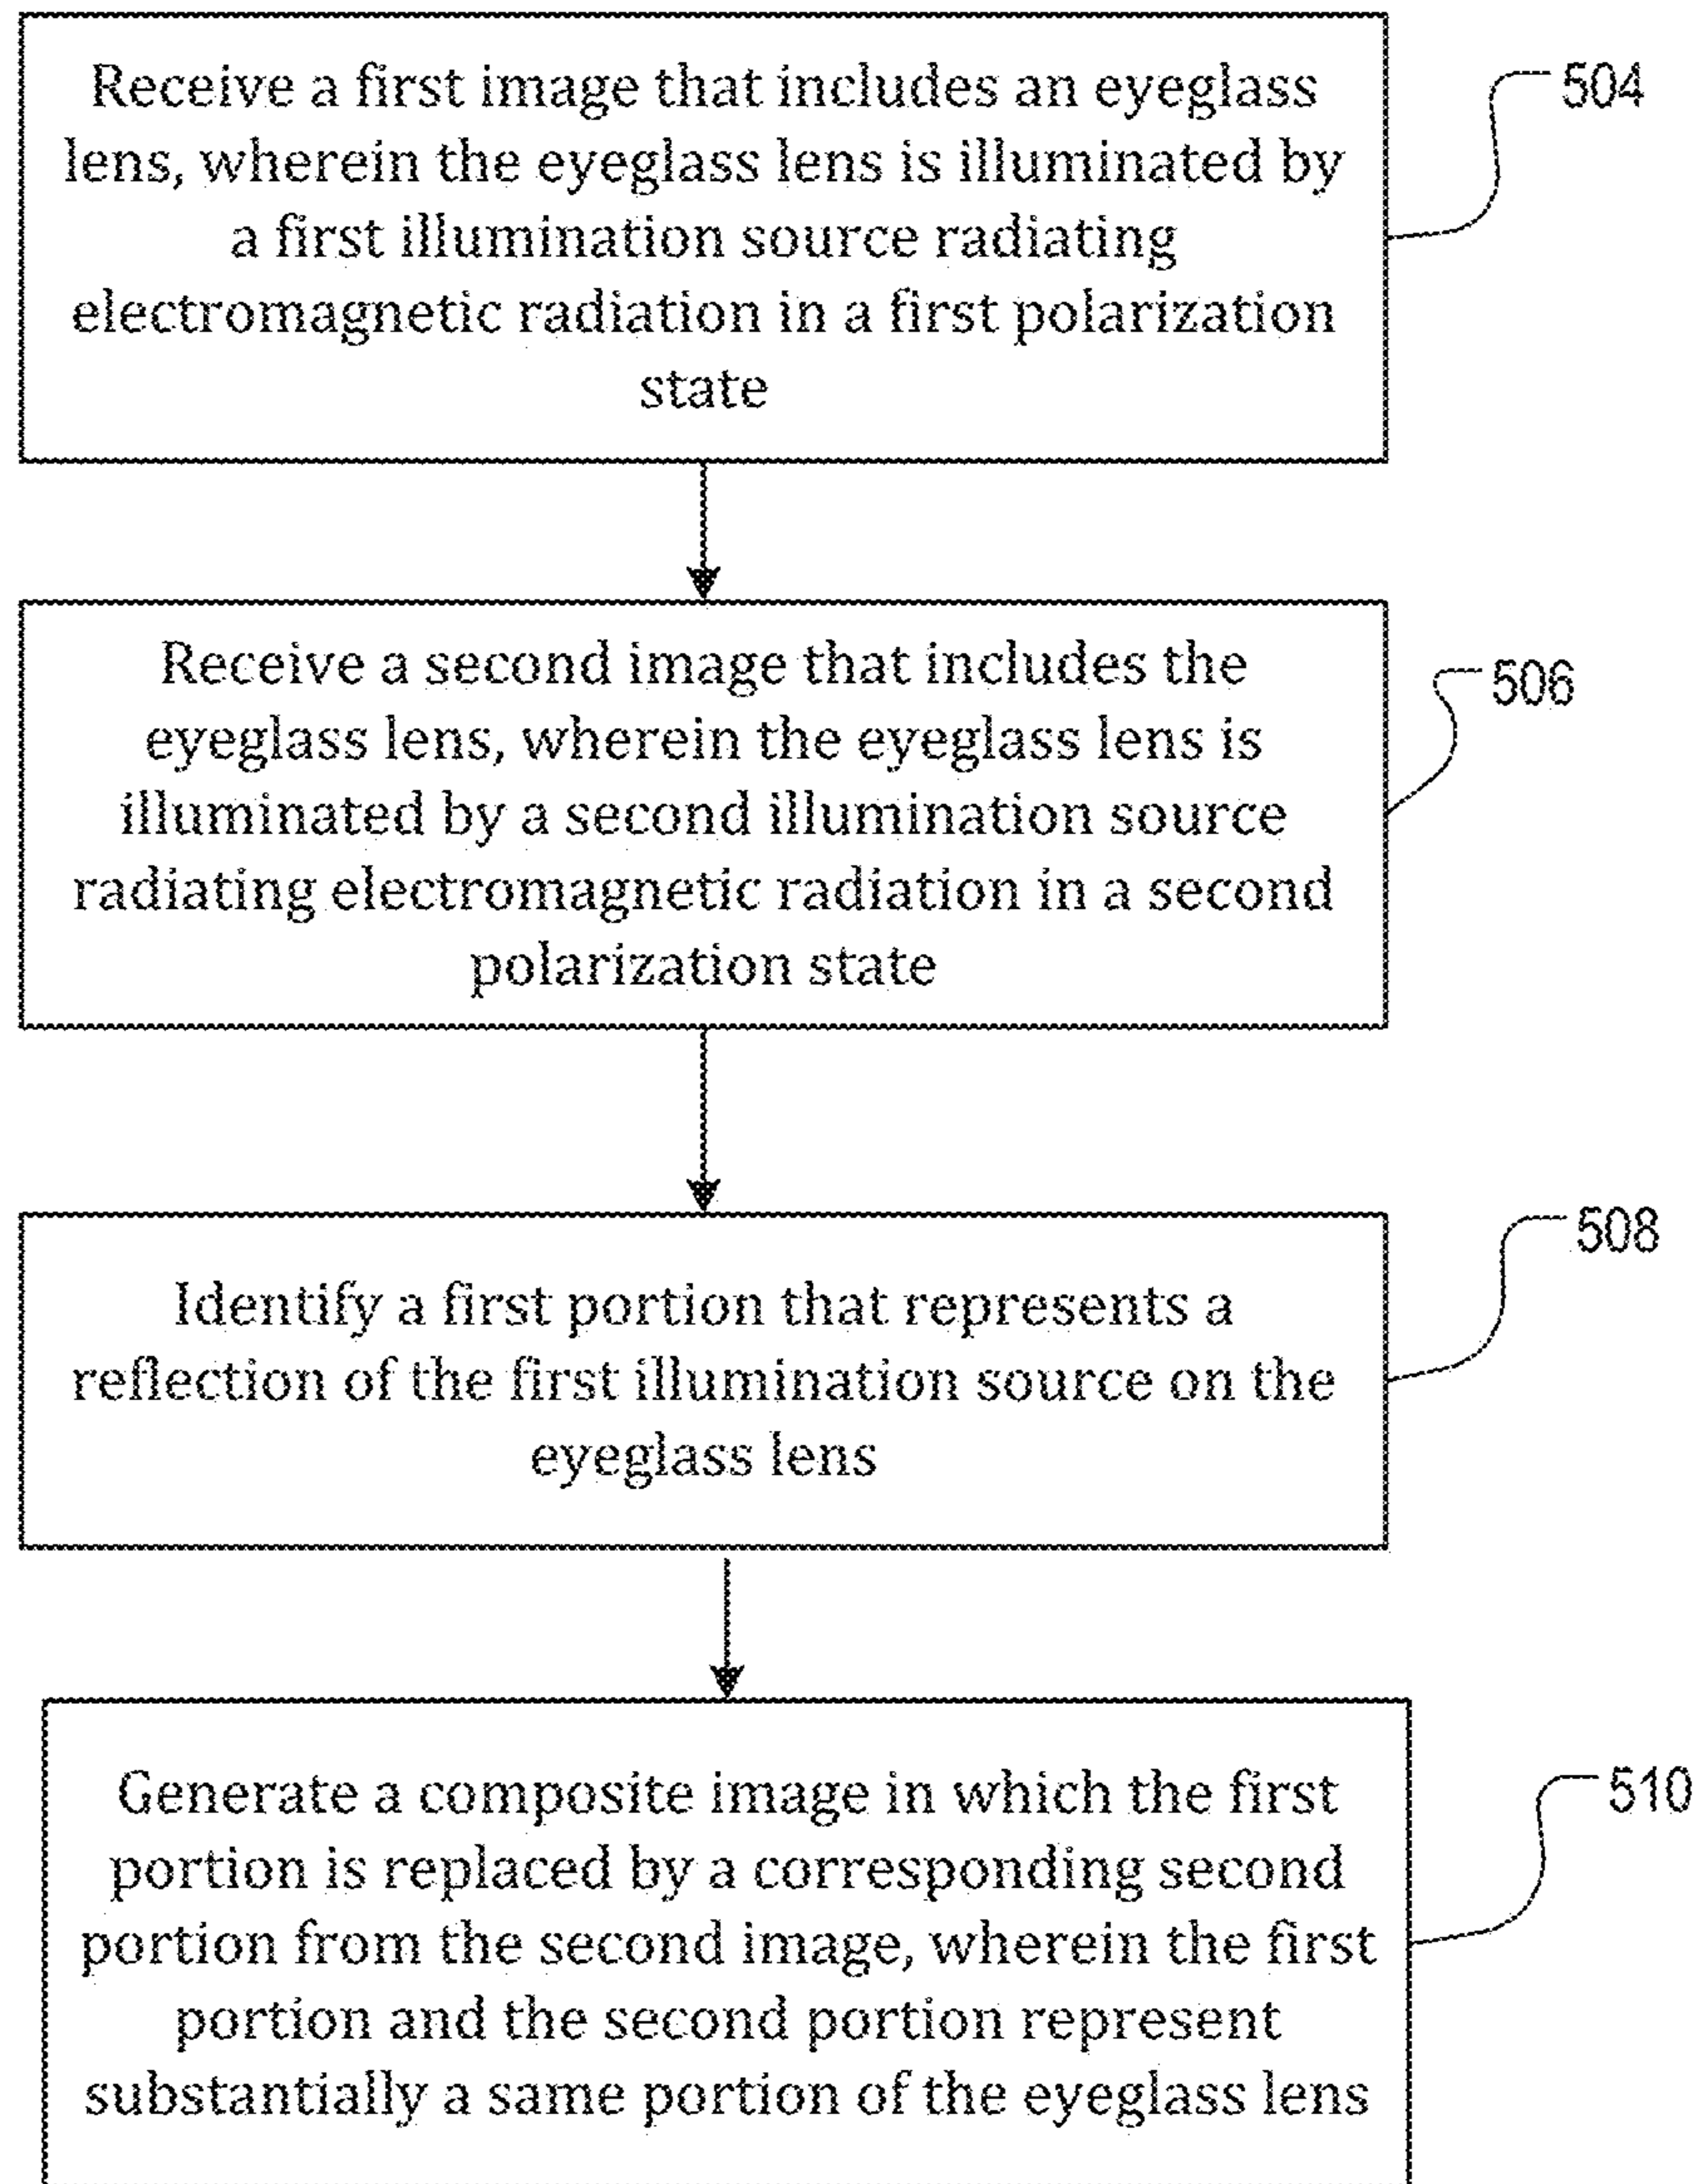 Receive a first image that includes an eyeglass
lens, wherein the eyeglass lens is illuminated by
a first illumination source radiating
electromagnetic radiation in a first polarization
state
504
Receive a second image that includes the
eyeglass lens, wherein the eyeglass lens is
illuminated by a second illumination source
radiating electromagnetic radiation in a second
polarization state
506
Identify a first portion that represents a
reflection of the first illumination source on the
eyeglass lens
508
Generate a composite image in which the first
portion is replaced by a corresponding second
portion from the second image, wherein the first
portion and the second portion represent
substantially a same portion of the eyeglass lens
510